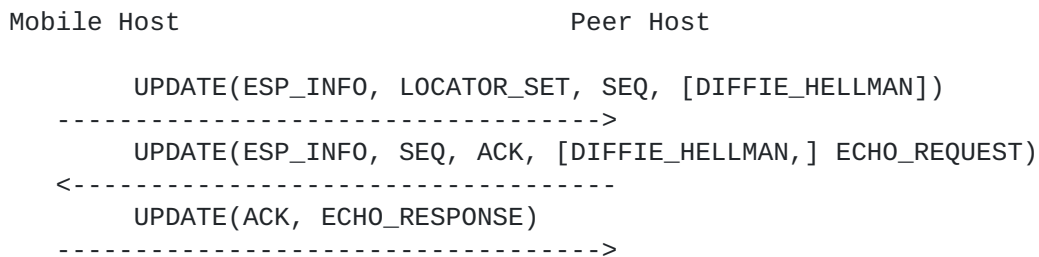 Mobile Host                         Peer Host
UPDATE(ESP_INFO, LOCATOR_SET, SEQ, [DIFFIE_HELLMAN])
----------------------------------->
UPDATE(ESP_INFO, SEQ, ACK, [DIFFIE_HELLMAN,] ECHO_REQUEST)
<-----------------------------------
UPDATE(ACK, ECHO_RESPONSE)
----------------------------------->